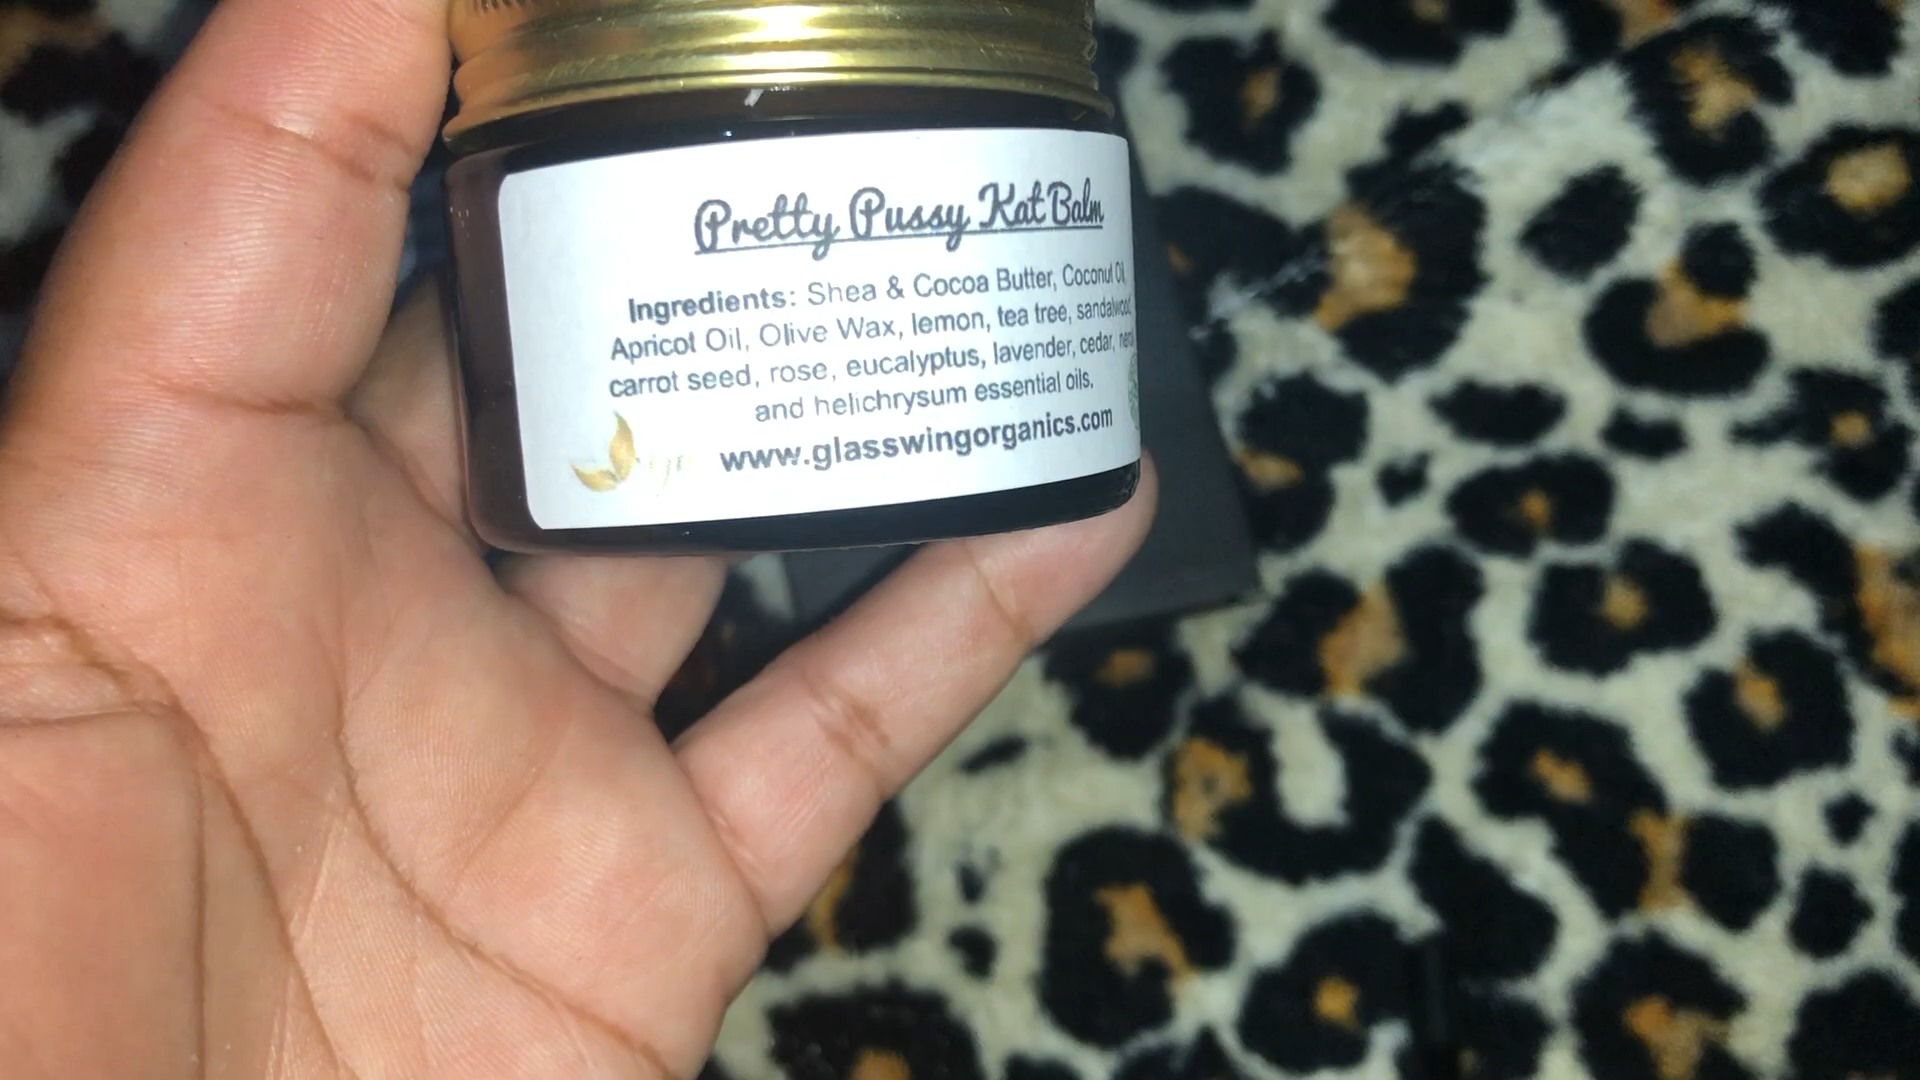 Pretty Pussy Kat Balm
Ingredients: Shea & Cocoa Butter, Coconut Oil,
Apricot Oil, Olive Wax, lemon, tea tree, sandalwood,
carrot seed, rose, eucalyptus, lavender, cedar,
and helichrysum essential oils.
www.glasswingorganics.com